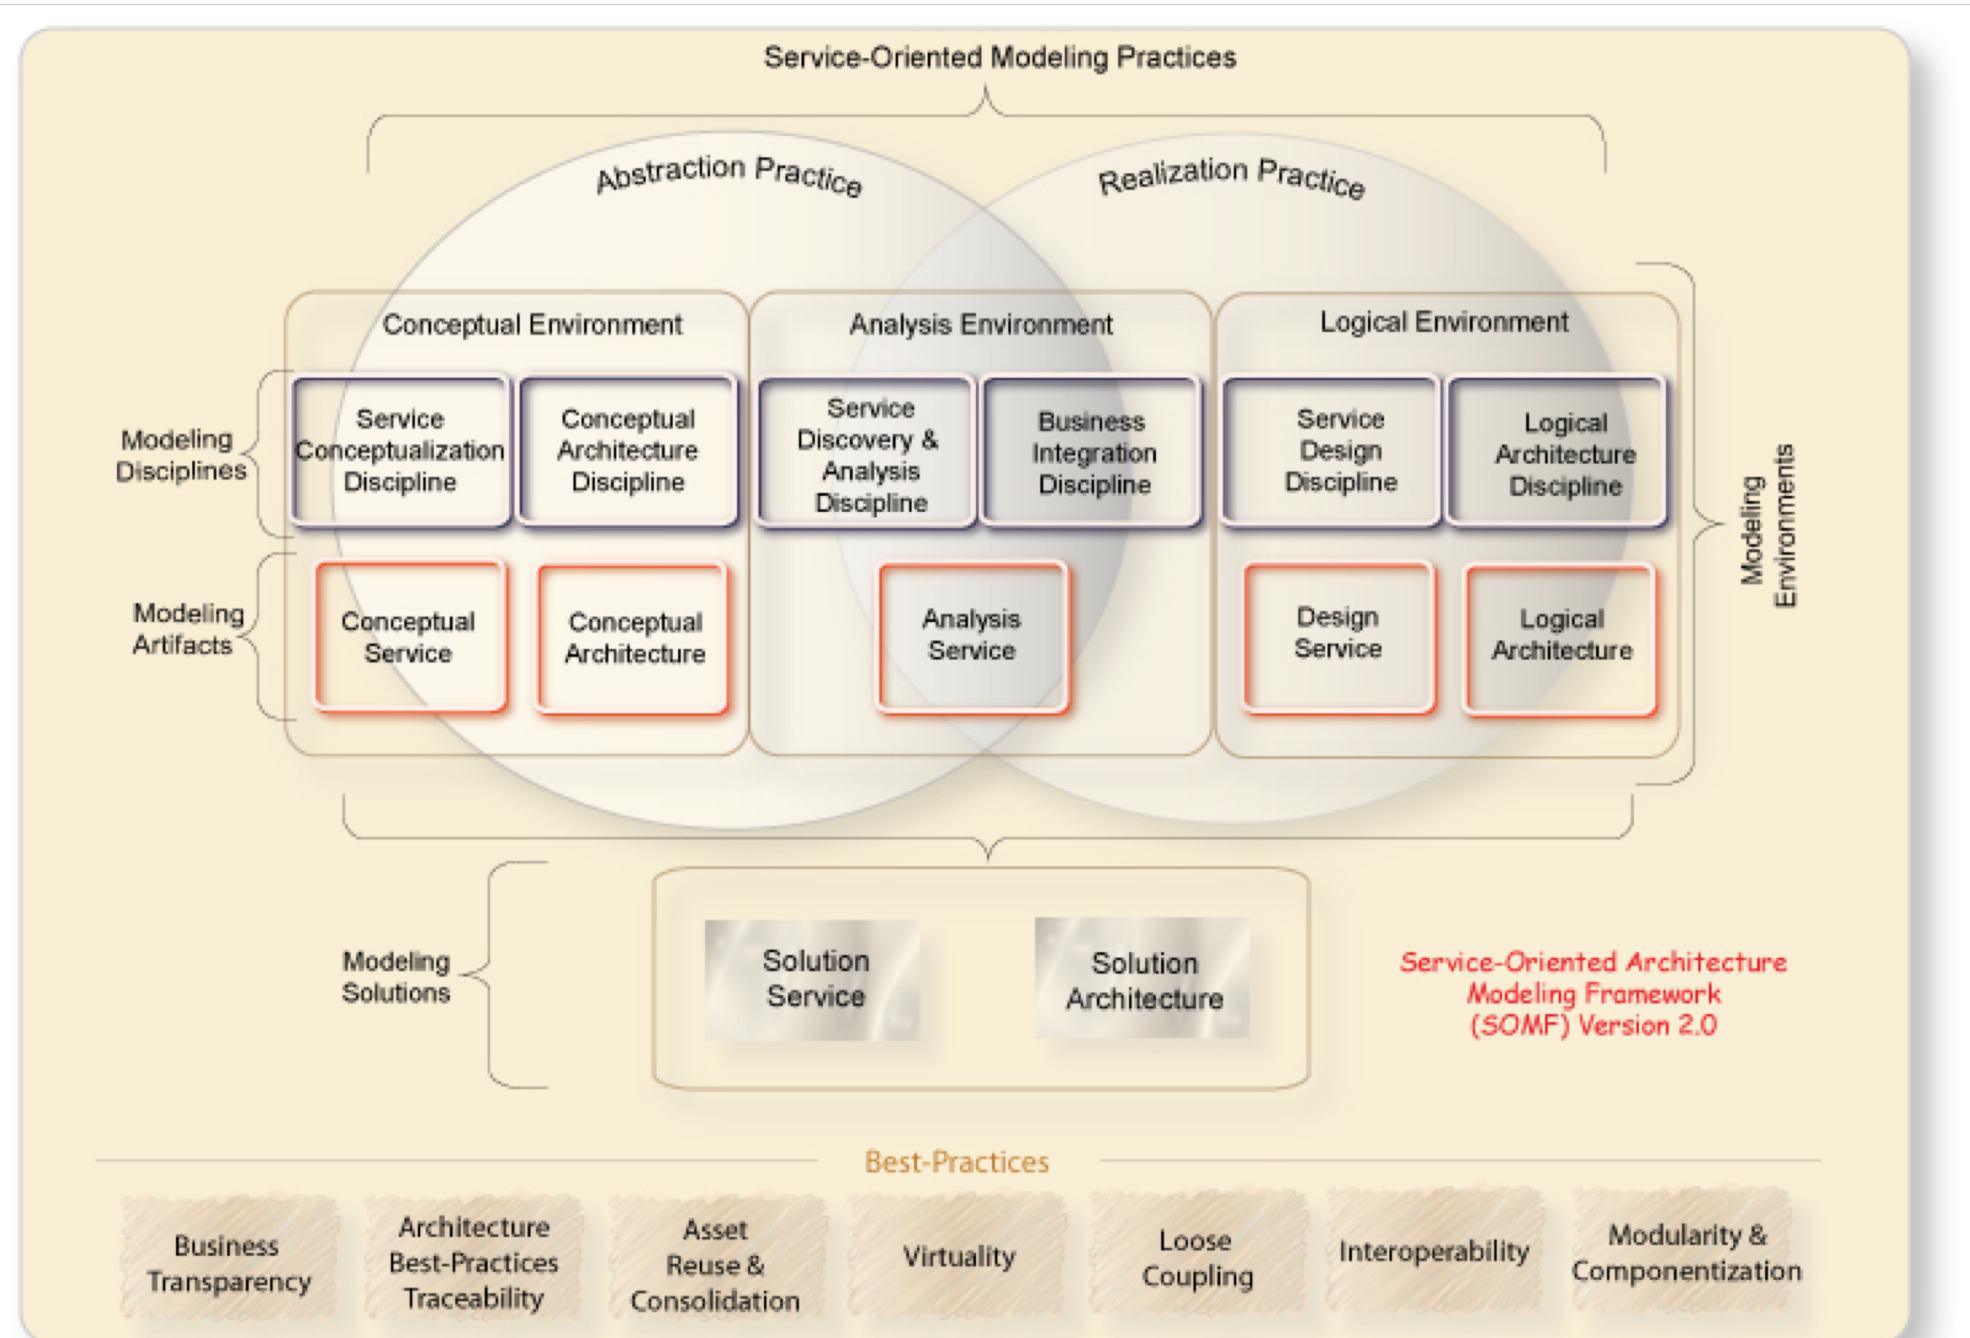 Service-Oriented Modeling Practices
Abstraction Practice
Realization Practice
Conceptual Environment
Analysis Environment
Logical Environment
Modeling
Disciplines
Service
Conceptualization
Discipline
Conceptual
Architecture
Discipline
Service
Discovery &
Analysis
Discipline
Business
Integration
Discipline
Service
Design
Discipline
Logical
Architecture
Discipline
Modeling
Environments
Modeling
Artifacts
Conceptual
Service
Conceptual
Architecture
Analysis
Service
Design
Service
Logical
Architecture
Modeling
Solutions
Solution
Service
Solution
Architecture
Service-Oriented Architecture
Modeling Framework
(SOMF) Version 2.0
Best-Practices
Business
Transparency
Architecture
Best-Practices
Traceability
Asset
Reuse &
Consolidation
Virtuality
Loose
Coupling
Interoperability
Modularity &
Componentization